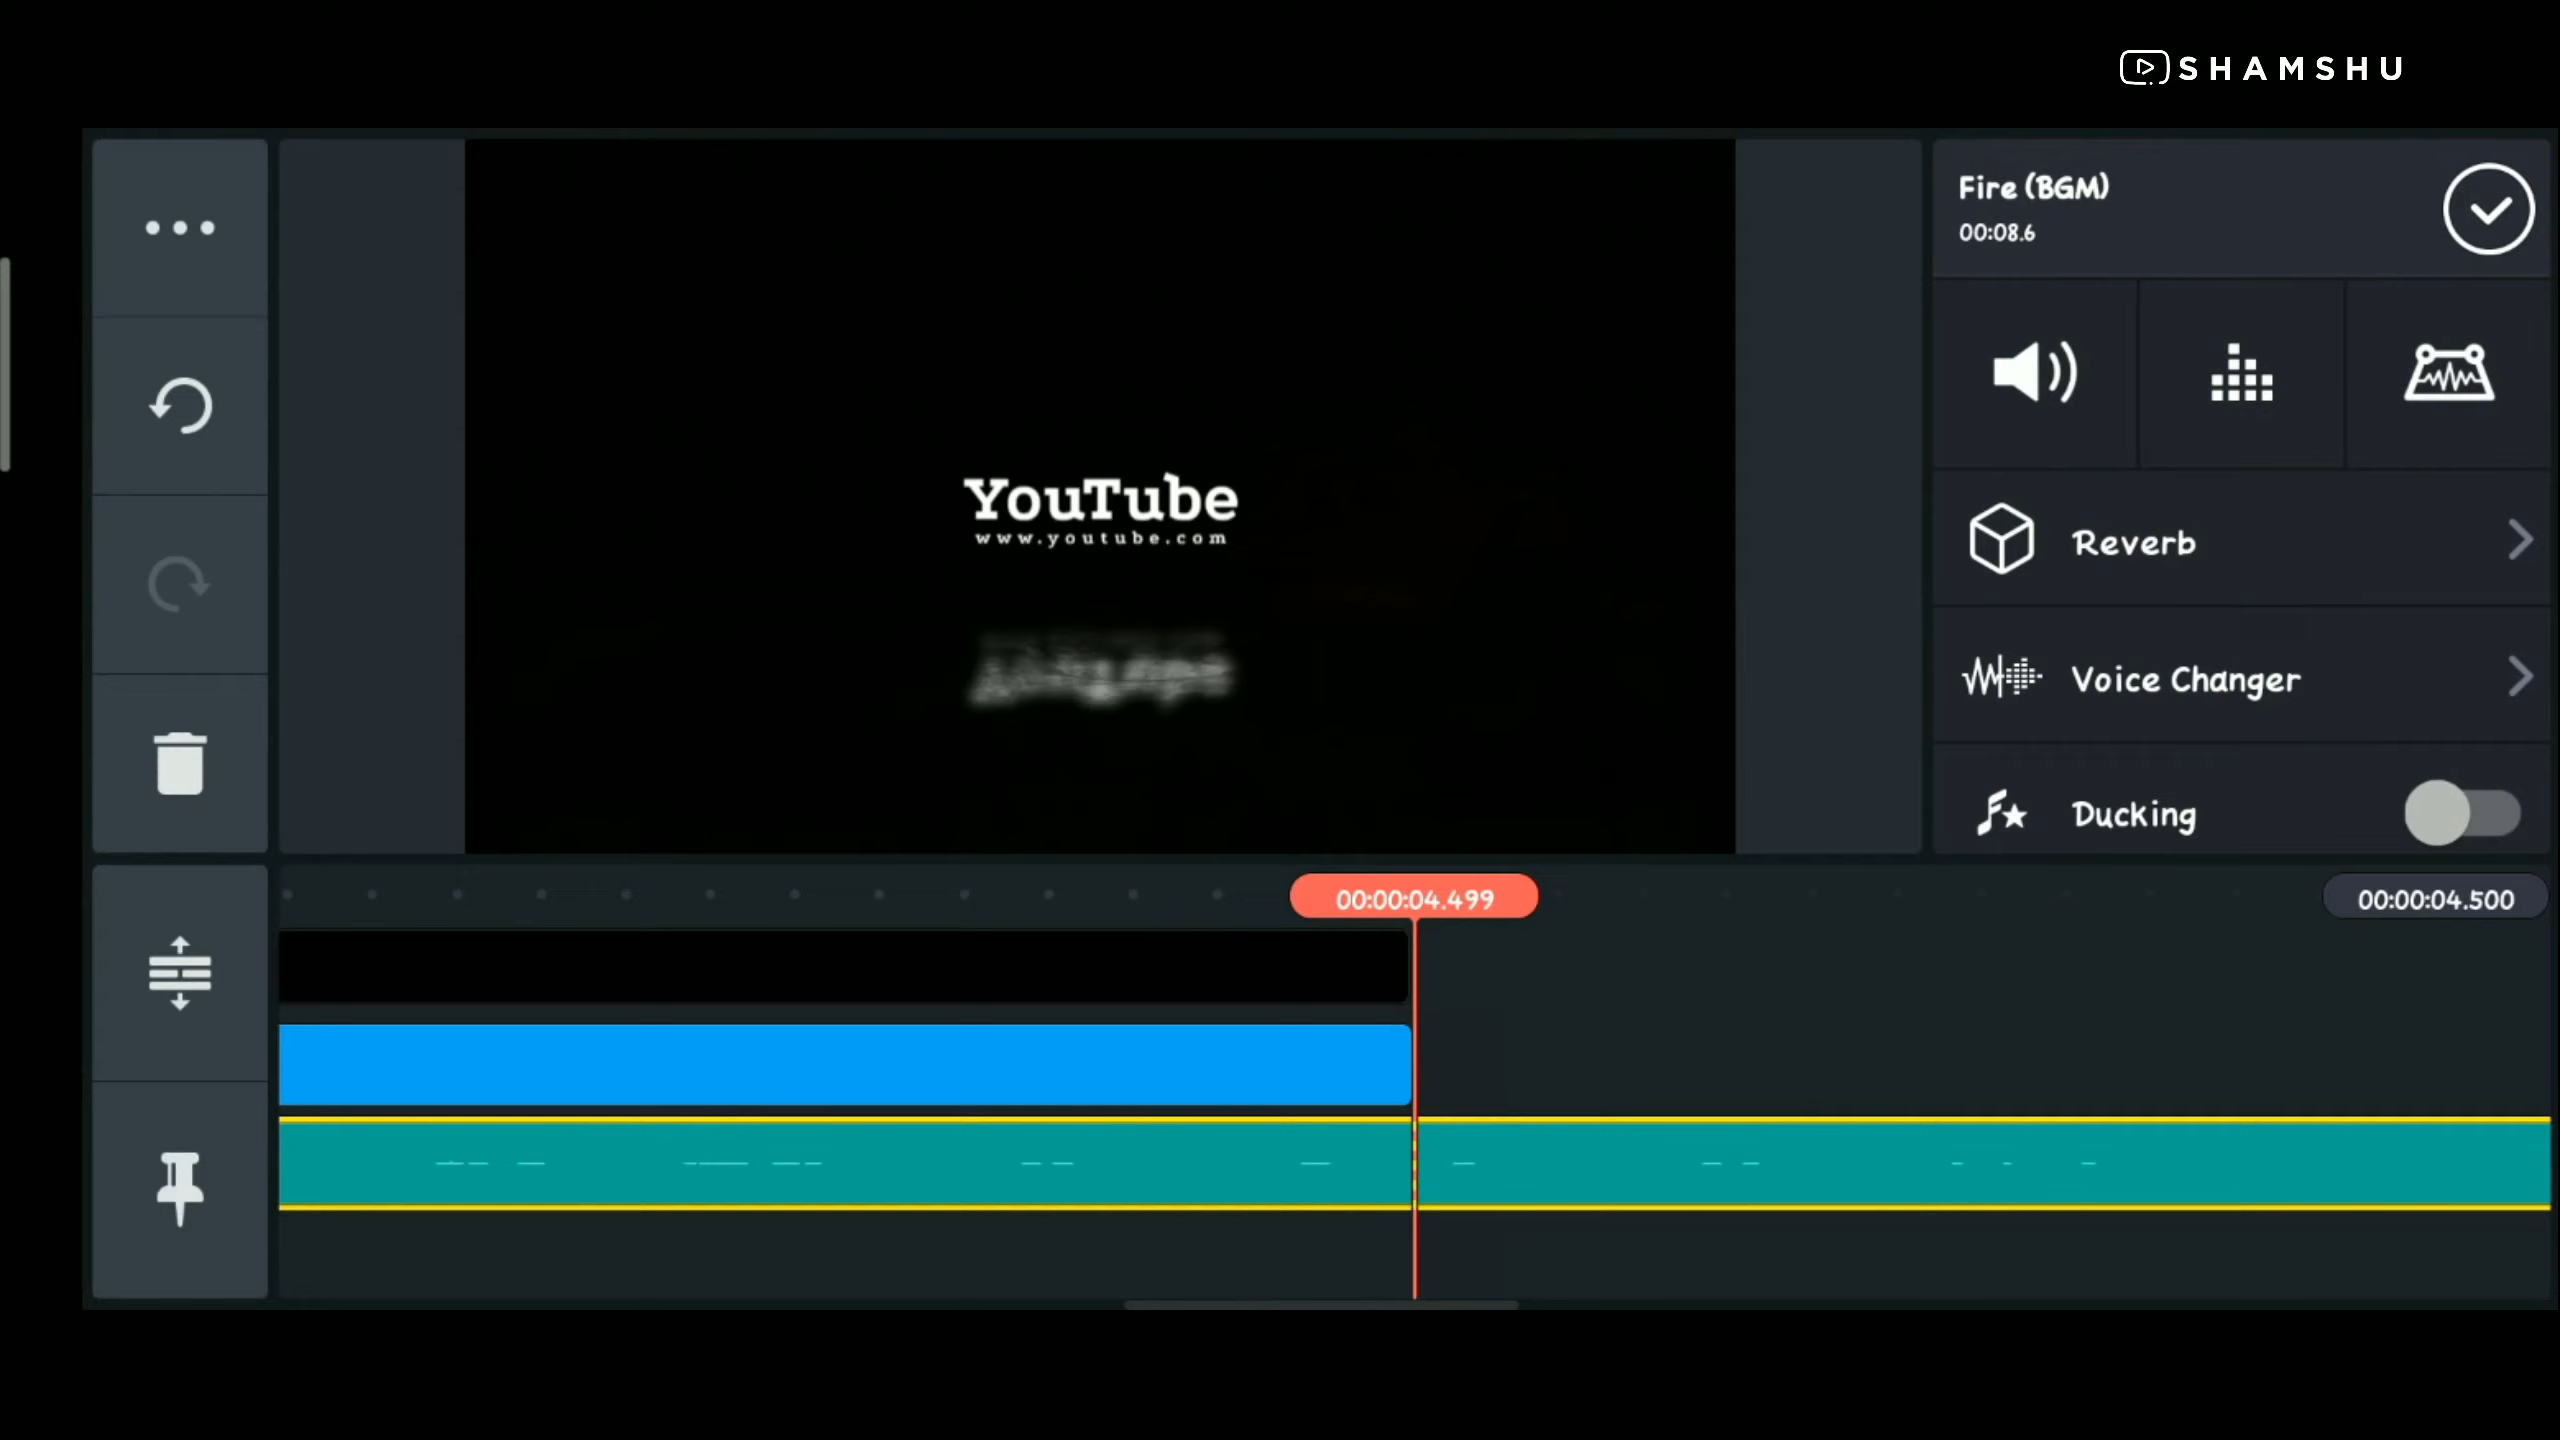 SHAMSHU
Fire (BGM)
00:08.6
YouTube
www.youtube.com
Reverb
Voice Changer
Ducking
00:00:04.499
00:00:04.500